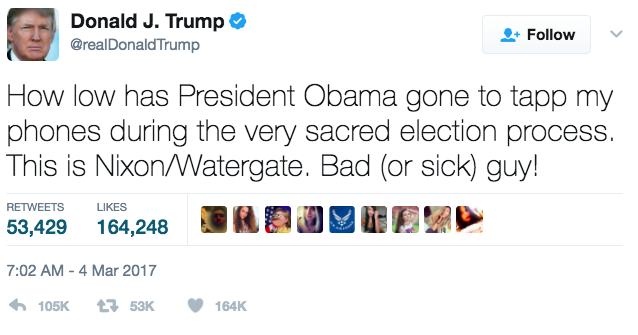 Donald J. Trump
@realDonaldTrump
Follow
How low has President Obama gone to tapp my
phones during the very sacred election process.
This is Nixon/Watergate. Bad (or sick) guy!
RETWEETS LIKES
53,429 164,248
7:02 AM - 4 Mar 2017
105K 53K 164K